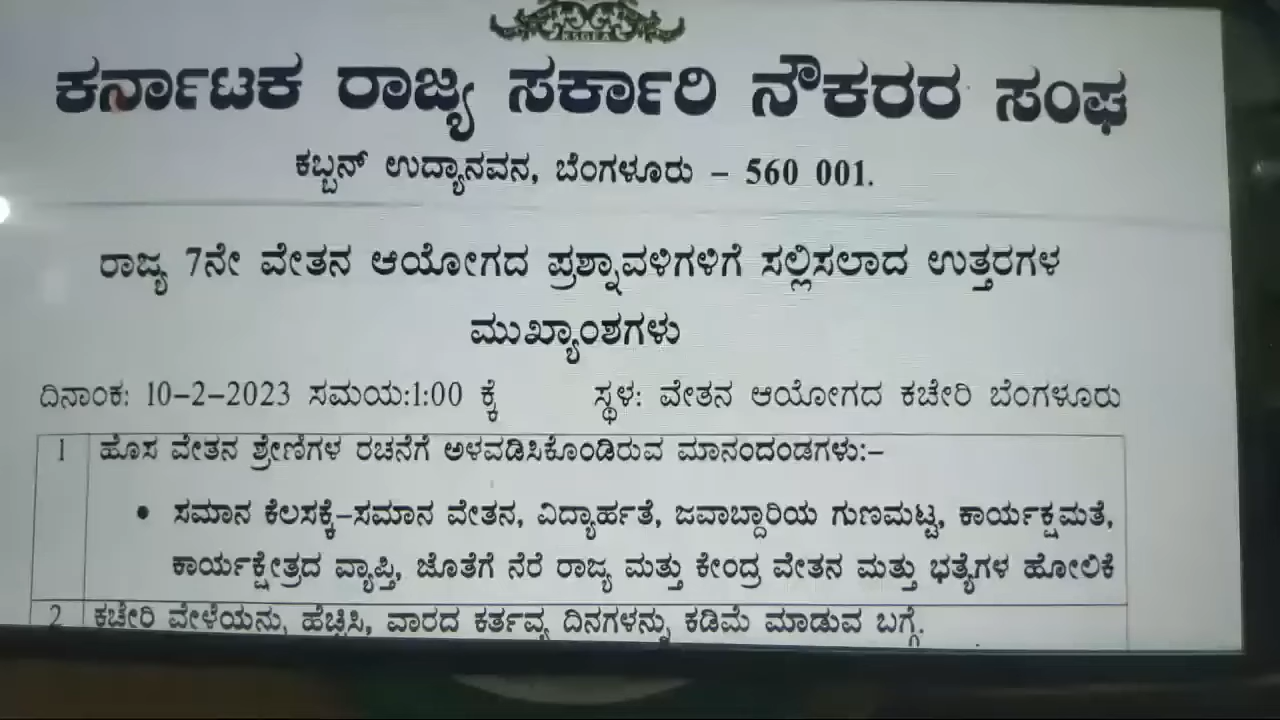 KSGEA
ಕರ್ನಾಟಕ ರಾಜ್ಯ ಸರ್ಕಾರಿ ನೌಕರರ ಸಂಘ
ಕಬ್ಬನ್ ಉದ್ಯಾನವನ, ಬೆಂಗಳೂರು – 560 001.
ರಾಜ್ಯ 7ನೇ ವೇತನ ಆಯೋಗದ ಪ್ರಶ್ನಾವಳಿಗಳಿಗೆ ಸಲ್ಲಿಸಲಾದ ಉತ್ತರಗಳ
ಮುಖ್ಯಾಂಶಗಳು
ದಿನಾಂಕ: 10-2-2023 ಸಮಯ:1:00 ಕ್ಕೆ ಸ್ಥಳ: ವೇತನ ಆಯೋಗದ ಕಚೇರಿ ಬೆಂಗಳೂರು
1 ಹೊಸ ವೇತನ ಶ್ರೇಣಿಗಳ ರಚನೆಗೆ ಅಳವಡಿಸಿಕೊಂಡಿರುವ ಮಾನಂದಂಡಗಳು:–
• ಸಮಾನ ಕೆಲಸಕ್ಕೆ–ಸಮಾನ ವೇತನ, ವಿದ್ಯಾರ್ಹತೆ, ಜವಾಬ್ದಾರಿಯ ಗುಣಮಟ್ಟ, ಕಾರ್ಯಕ್ಷಮತೆ,
ಕಾರ್ಯಕ್ಷೇತ್ರದ ವ್ಯಾಪ್ತಿ, ಜೊತೆಗೆ ನೆರೆ ರಾಜ್ಯ ಮತ್ತು ಕೇಂದ್ರ ವೇತನ ಮತ್ತು ಭತ್ಯೆಗಳ ಹೋಲಿಕೆ
2 ಕಚೇರಿ ವೇಳೆಯನ್ನು ಹೆಚ್ಚಿಸಿ, ವಾರದ ಕರ್ತವ್ಯ ದಿನಗಳನ್ನು ಕಡಿಮೆ ಮಾಡುವ ಬಗ್ಗೆ.